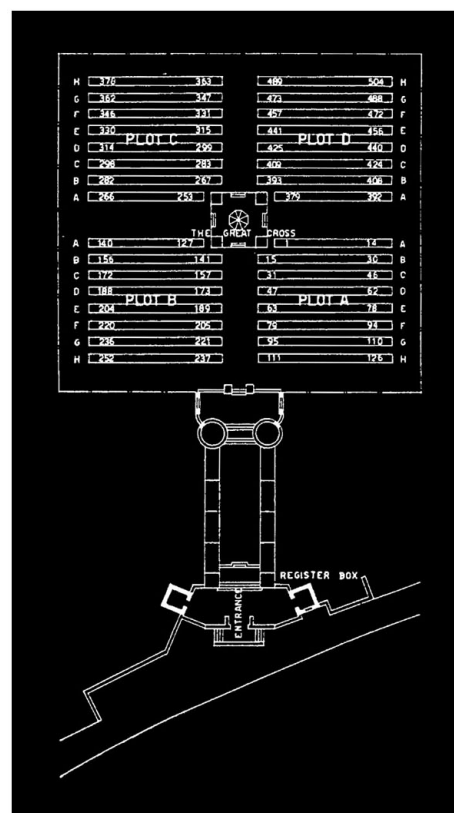 H 378 363 489 504 H
G 362 347 473 488 G
F 346 331 457 472 F
E 330 315 441 456 E
PLOT C PLOT D
D 314 299 425 440 D
C 298 283 409 424 C
B 282 267 393 408 B
A 266 253 379 392 A
THE GREAT CROSS
A 140 127 1 14 A
B 156 141 15 30 B
C 172 157 31 46 C
D 188 173 47 62 D
PLOT B PLOT A
E 204 189 63 78 E
F 220 205 79 94 F
G 236 221 95 110 G
H 252 237 111 126 H
REGISTER BOX
ENTRANCE